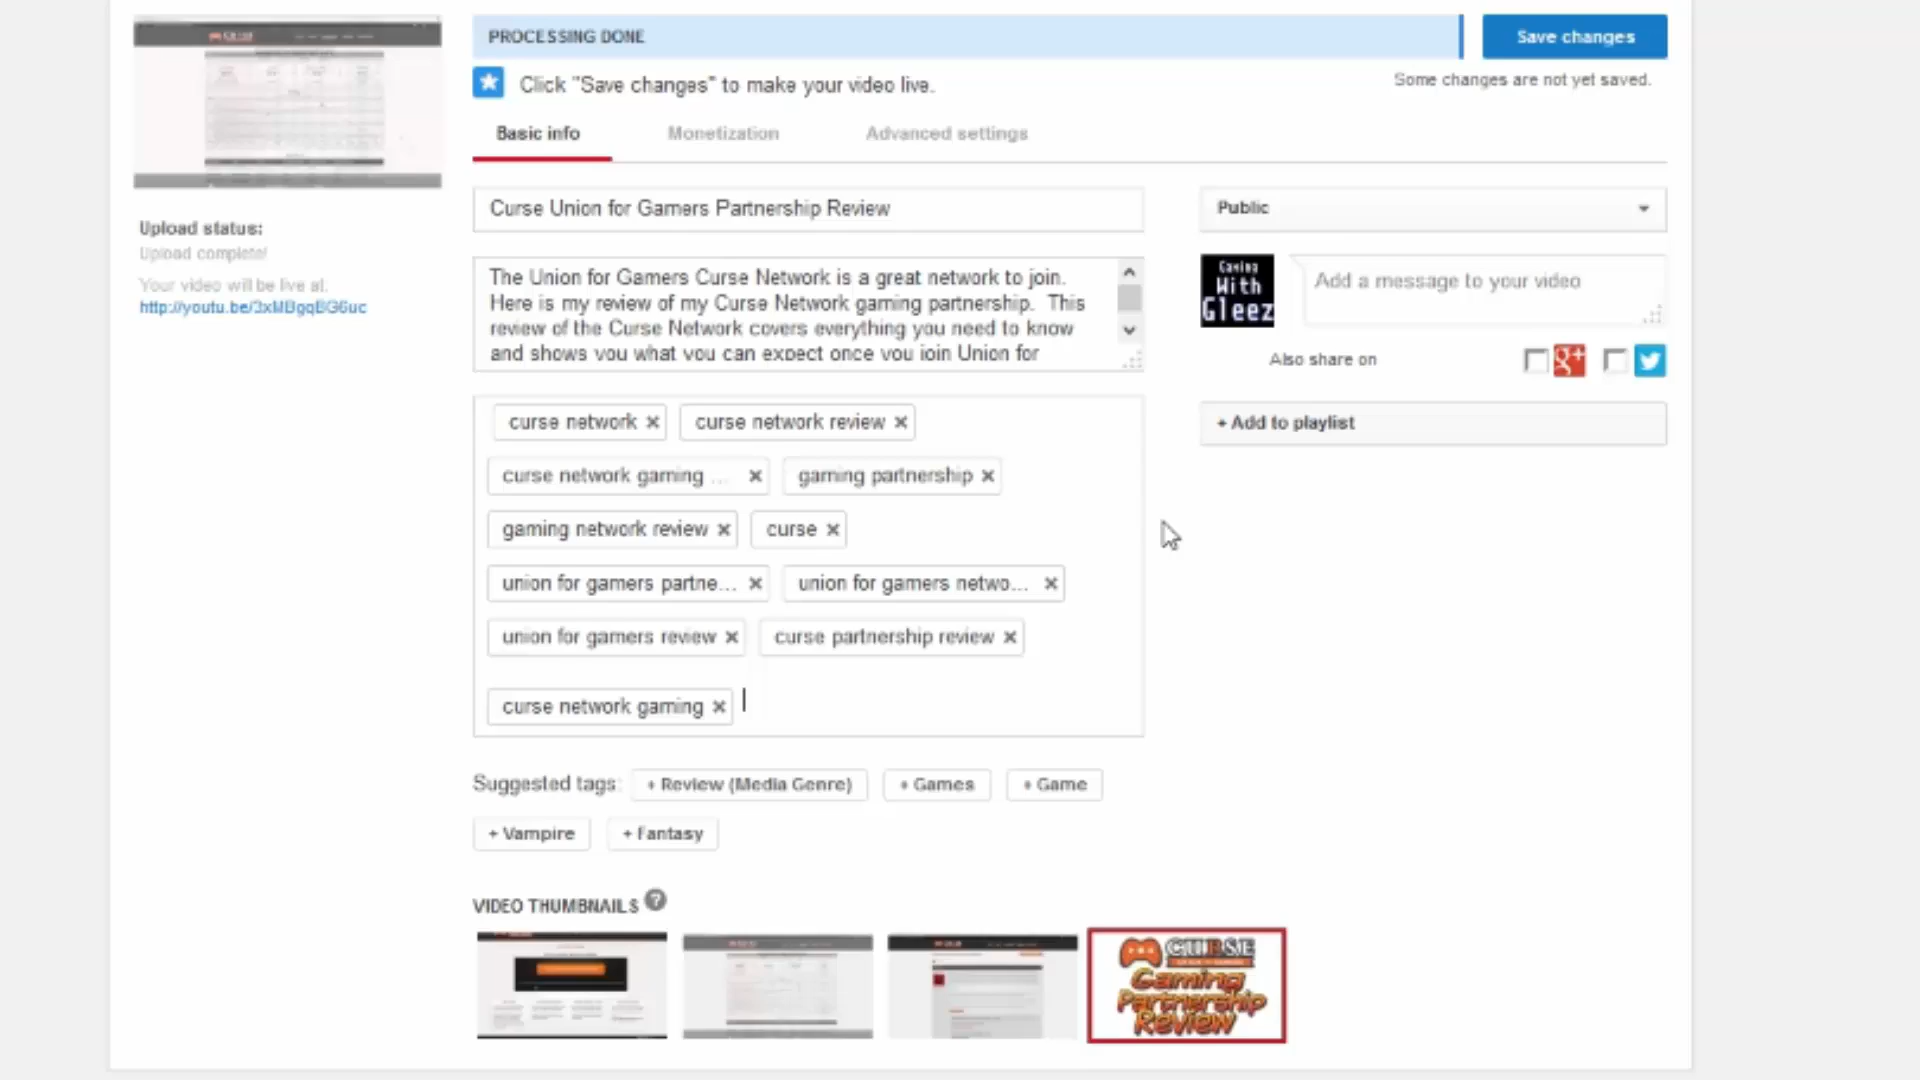 PROCESSING DONE
Save changes
Click "Save changes" to make your video live.
Some changes are not yet saved.
Basic info
Monetization
Advanced settings
Upload status:
Upload complete!
Your video will be live at:
http://youtu.be/3xMBgqBG6uc
Curse Union for Gamers Partnership Review
Public
The Union for Gamers Curse Network is a great network to join.
Here is my review of my Curse Network gaming partnership. This
review of the Curse Network covers everything you need to know
and shows you what you can expect once you join Union for
With
Gleez
Add a message to your video
Also share on
g+
+ Add to playlist
curse network ×
curse network review ×
curse network gaming ... ×
gaming partnership ×
gaming network review ×
curse ×
union for gamers partne... ×
union for gamers netwo... ×
union for gamers review ×
curse partnership review ×
curse network gaming ×
Suggested tags:
+ Review (Media Genre)
+ Games
+ Game
+ Vampire
+ Fantasy
VIDEO THUMBNAILS ?
CURSE
Gaming
Partnership
Review